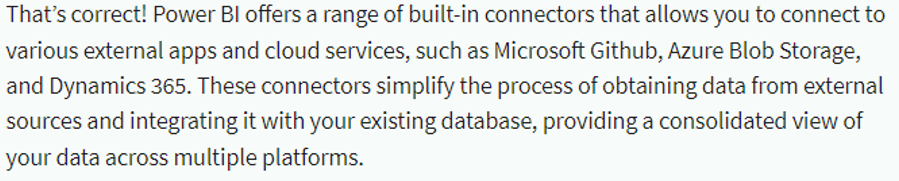 That’s correct! Power BI offers a range of built-in connectors that allows you to connect to
various external apps and cloud services, such as Microsoft Github, Azure Blob Storage,
and Dynamics 365. These connectors simplify the process of obtaining data from external
sources and integrating it with your existing database, providing a consolidated view of
your data across multiple platforms.